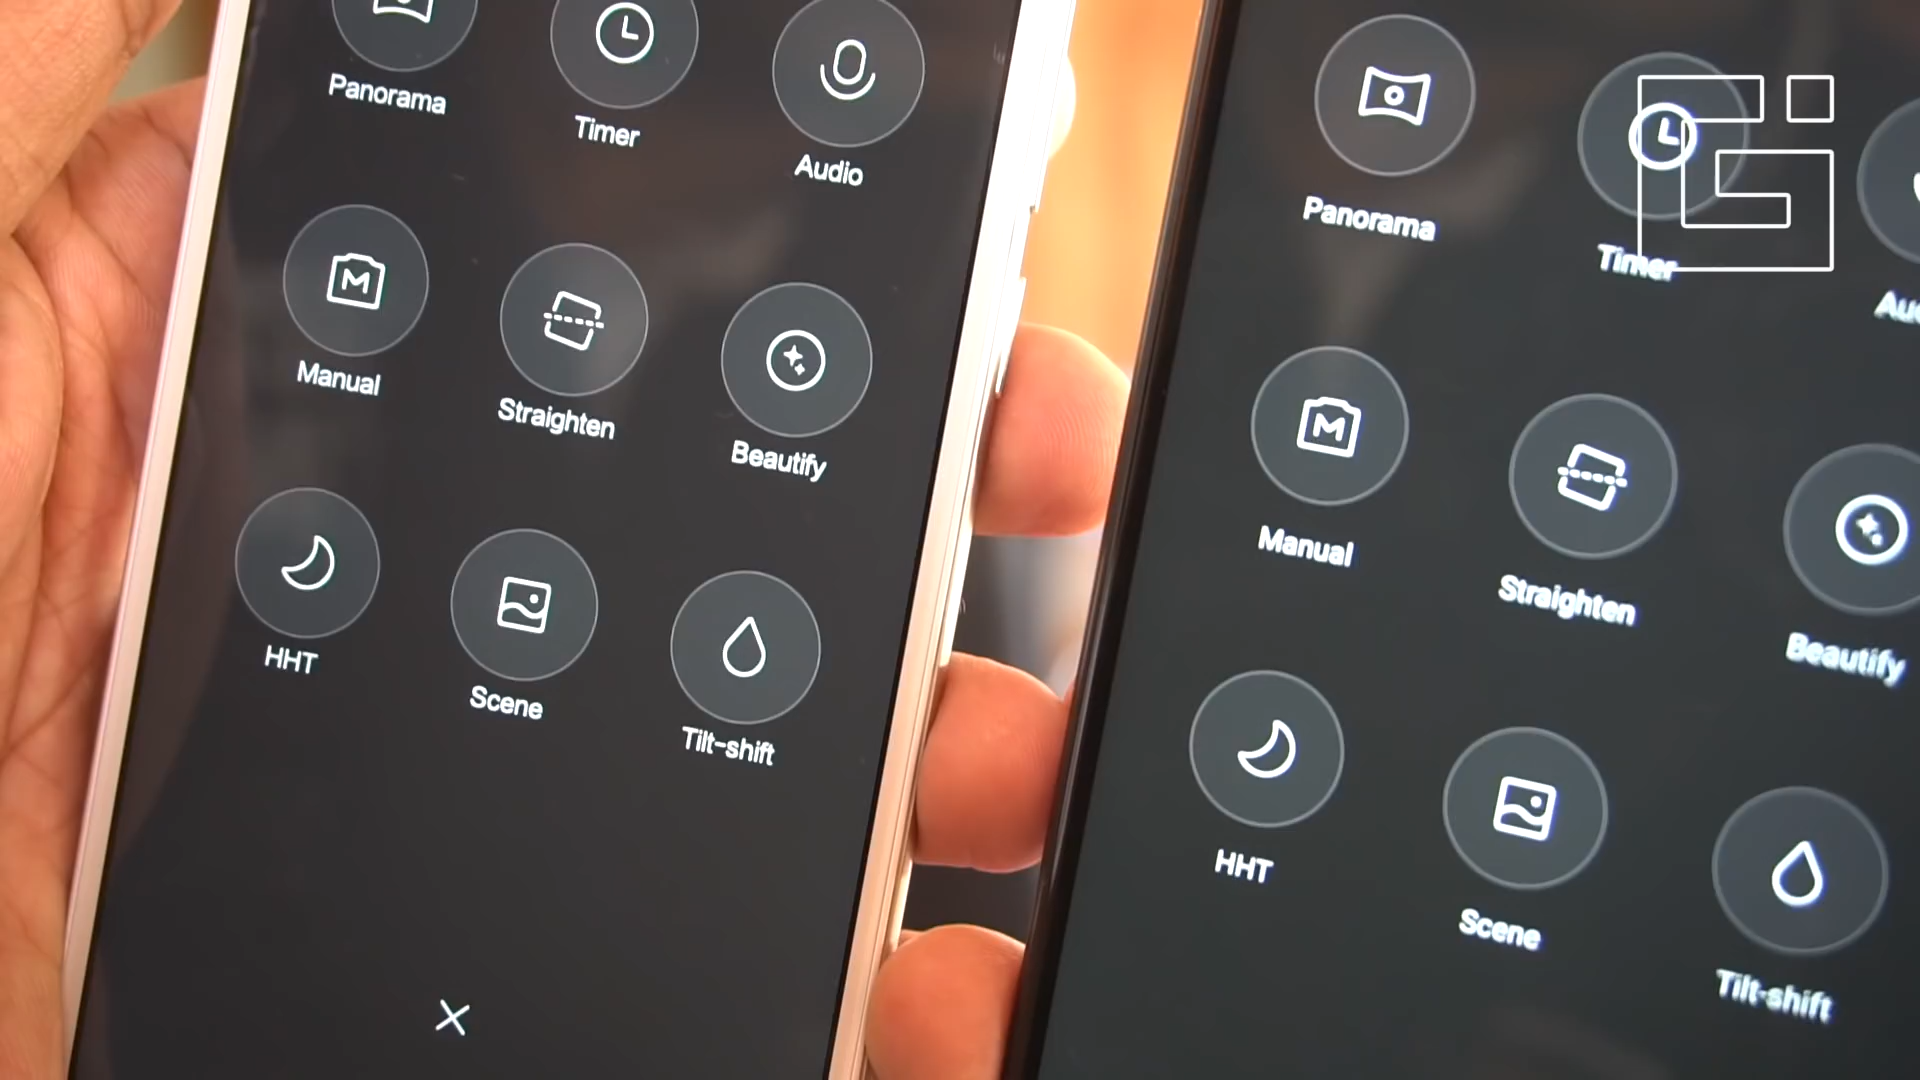 Panorama
Timer
Audio
Manual
Straighten
Beautify
HHT
Scene
Tilt-shift
Panorama
Timer
Manual
Straighten
Beautify
HHT
Scene
Tilt-shift